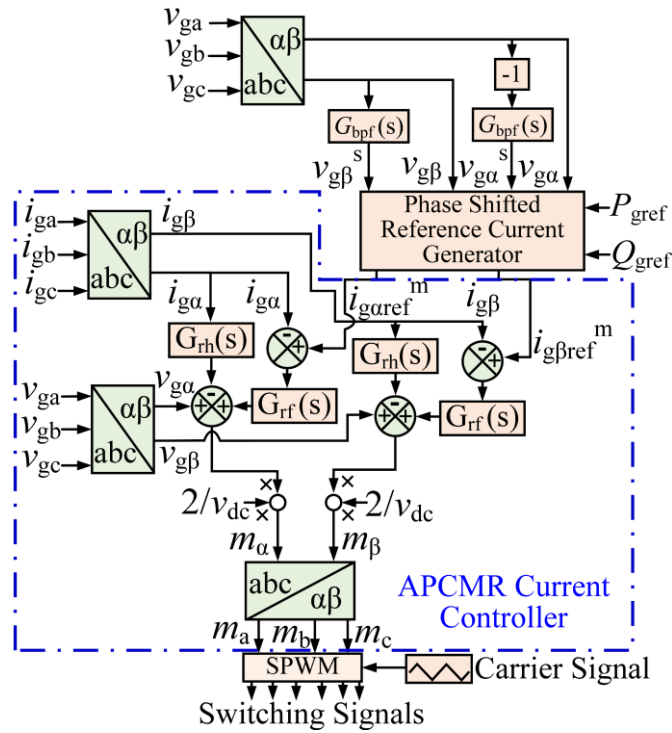 vga
vgb
vgc
αβ
abc
-1
Gbpf(s)
Gbpf(s)
vgβs
vgβ
vgαs
vgα
Phase Shifted
Reference Current
Generator
Pgref
Qgref
iga
igb
igc
αβ
abc
igβ
igα
igα
igαrefm
igβ
igβrefm
Grh(s)
-
+
Grh(s)
-
+
Grf(s)
Grf(s)
vga
vgb
vgc
αβ
abc
vgα
vgβ
+
-
+
+
-
+
×
2/vdc
×
×
2/vdc
×
mα
mβ
abc
αβ
APCMR Current
Controller
ma
mb
mc
SPWM
Carrier Signal
Switching Signals